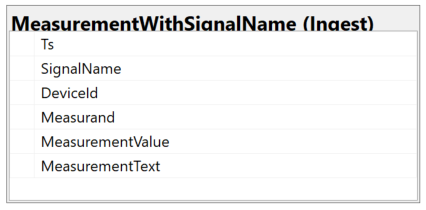 MeasurementWithSignalName (Ingest)
Ts
SignalName
DeviceId
Measurand
MeasurementValue
MeasurementText